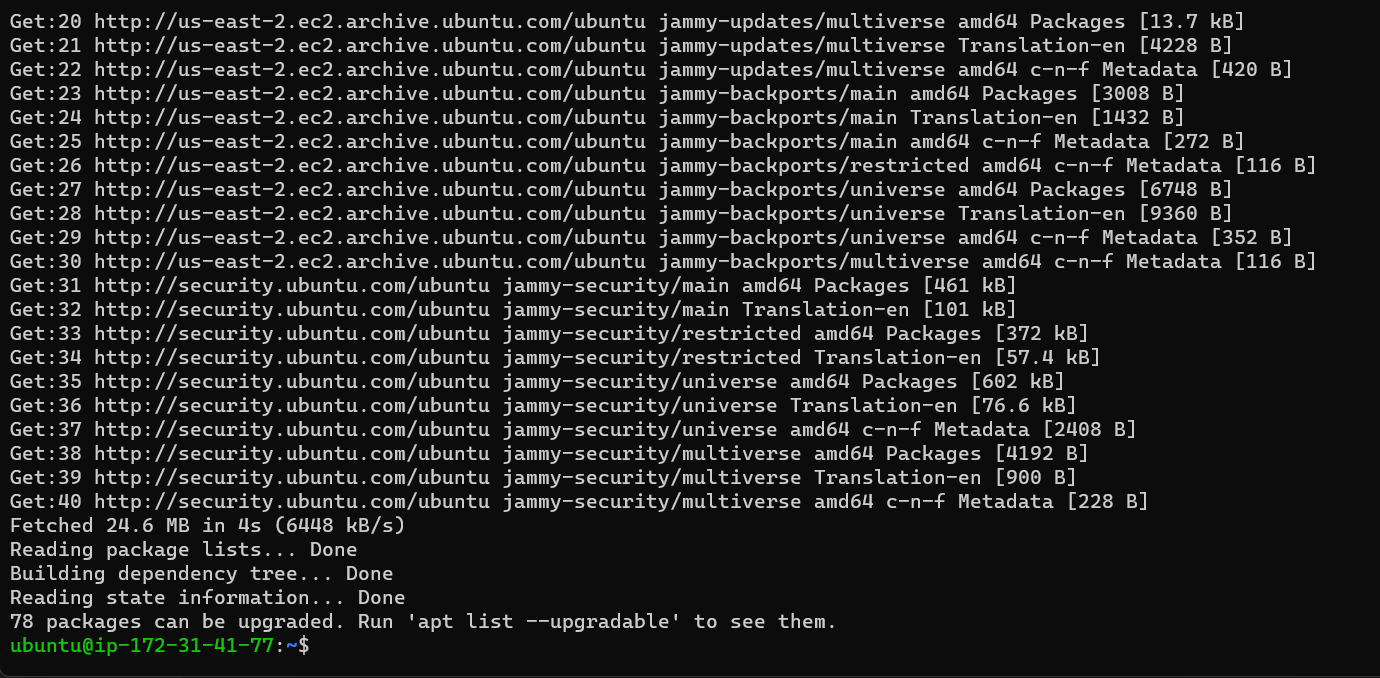 Get:20 http://us-east-2.ec2.archive.ubuntu.com/ubuntu jammy-updates/multiverse amd64 Packages [13.7 kB]
Get:21 http://us-east-2.ec2.archive.ubuntu.com/ubuntu jammy-updates/multiverse Translation-en [4228 B]
Get:22 http://us-east-2.ec2.archive.ubuntu.com/ubuntu jammy-updates/multiverse amd64 c-n-f Metadata [420 B]
Get:23 http://us-east-2.ec2.archive.ubuntu.com/ubuntu jammy-backports/main amd64 Packages [3008 B]
Get:24 http://us-east-2.ec2.archive.ubuntu.com/ubuntu jammy-backports/main Translation-en [1432 B]
Get:25 http://us-east-2.ec2.archive.ubuntu.com/ubuntu jammy-backports/main amd64 c-n-f Metadata [272 B]
Get:26 http://us-east-2.ec2.archive.ubuntu.com/ubuntu jammy-backports/restricted amd64 c-n-f Metadata [116 B]
Get:27 http://us-east-2.ec2.archive.ubuntu.com/ubuntu jammy-backports/universe amd64 Packages [6748 B]
Get:28 http://us-east-2.ec2.archive.ubuntu.com/ubuntu jammy-backports/universe Translation-en [9360 B]
Get:29 http://us-east-2.ec2.archive.ubuntu.com/ubuntu jammy-backports/universe amd64 c-n-f Metadata [352 B]
Get:30 http://us-east-2.ec2.archive.ubuntu.com/ubuntu jammy-backports/multiverse amd64 c-n-f Metadata [116 B]
Get:31 http://security.ubuntu.com/ubuntu jammy-security/main amd64 Packages [461 kB]
Get:32 http://security.ubuntu.com/ubuntu jammy-security/main Translation-en [101 kB]
Get:33 http://security.ubuntu.com/ubuntu jammy-security/restricted amd64 Packages [372 kB]
Get:34 http://security.ubuntu.com/ubuntu jammy-security/restricted Translation-en [57.4 kB]
Get:35 http://security.ubuntu.com/ubuntu jammy-security/universe amd64 Packages [602 kB]
Get:36 http://security.ubuntu.com/ubuntu jammy-security/universe Translation-en [76.6 kB]
Get:37 http://security.ubuntu.com/ubuntu jammy-security/universe amd64 c-n-f Metadata [2408 B]
Get:38 http://security.ubuntu.com/ubuntu jammy-security/multiverse amd64 Packages [4192 B]
Get:39 http://security.ubuntu.com/ubuntu jammy-security/multiverse Translation-en [900 B]
Get:40 http://security.ubuntu.com/ubuntu jammy-security/multiverse amd64 c-n-f Metadata [228 B]
Fetched 24.6 MB in 4s (6448 kB/s)
Reading package lists... Done
Building dependency tree... Done
Reading state information... Done
78 packages can be upgraded. Run 'apt list --upgradable' to see them.
ubuntu@ip-172-31-41-77:~$